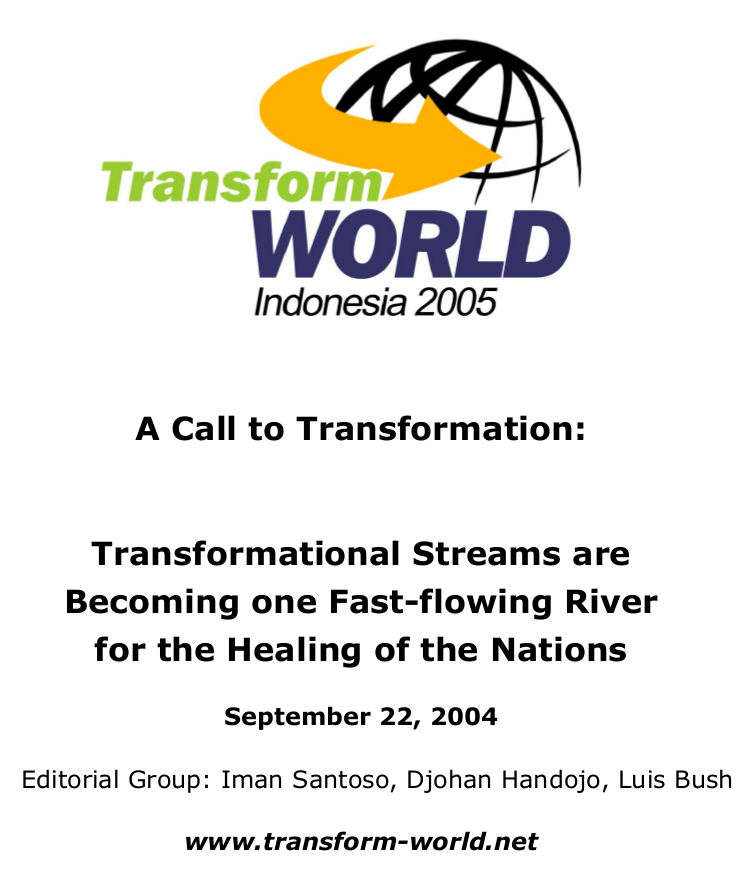 Transform
WORLD
Indonesia 2005
A Call to Transformation:
Transformational Streams are
Becoming one Fast-flowing River
for the Healing of the Nations
September 22, 2004
Editorial Group: Iman Santoso, Djohan Handojo, Luis Bush
www.transform-world.net